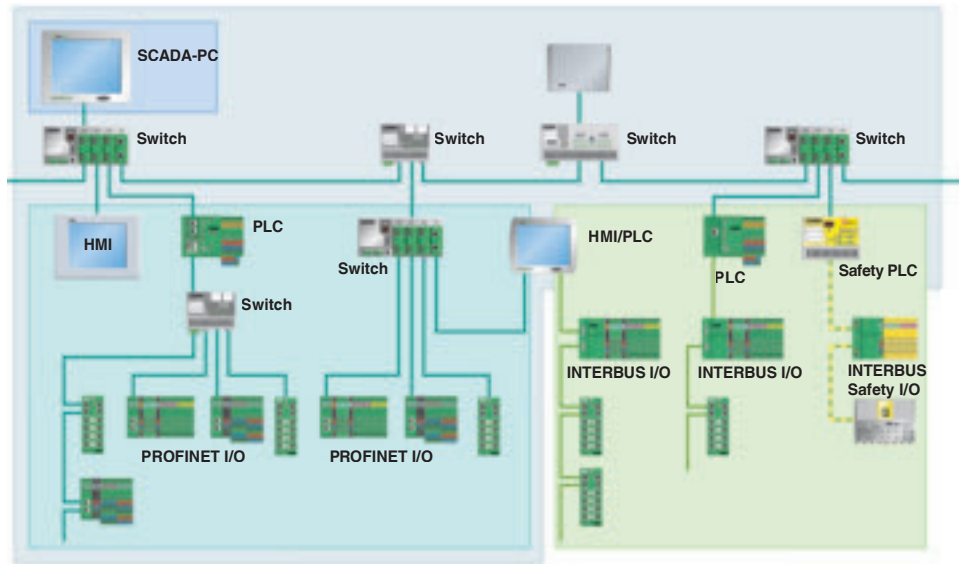 SCADA-PC
Switch
Switch
Switch
Switch
HMI
PLC
Switch
HMI/PLC
PLC
Safety PLC
Switch
INTERBUS I/O
INTERBUS I/O
INTERBUS
Safety I/O
PROFINET I/O
PROFINET I/O